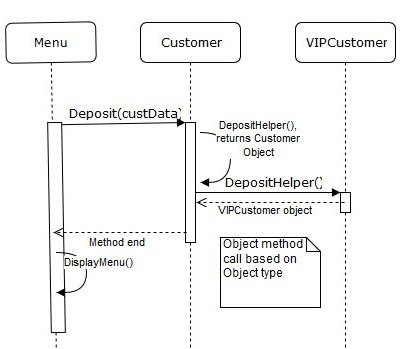 Menu
Customer
VIPCustomer
Deposit(custData)
DepositHelper(),
returns Customer
Object
DepositHelper()
VIPCustomer object
Method end
DisplayMenu()
Object method
call based on
Object type